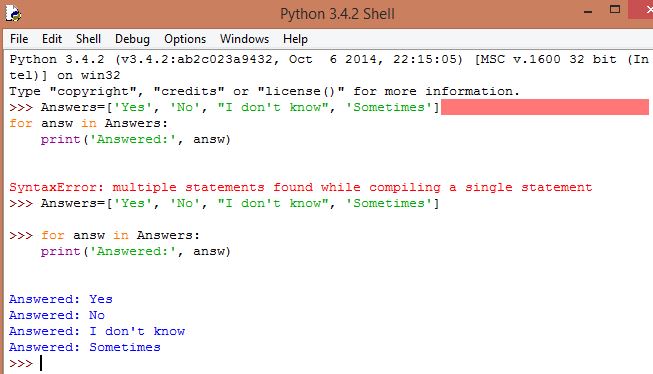 Python 3.4.2 Shell
File Edit Shell Debug Options Windows Help
Python 3.4.2 (v3.4.2:ab2c023a9432, Oct  6 2014, 22:15:05) [MSC v.1600 32 bit (In
tel)] on win32
Type "copyright", "credits" or "license()" for more information.
>>> Answers=['Yes', 'No', "I don't know", 'Sometimes']
for answ in Answers:
    print('Answered:', answ)
SyntaxError: multiple statements found while compiling a single statement
>>> Answers=['Yes', 'No', "I don't know", 'Sometimes']
>>> for answ in Answers:
    print('Answered:', answ)
Answered: Yes
Answered: No
Answered: I don't know
Answered: Sometimes
>>>